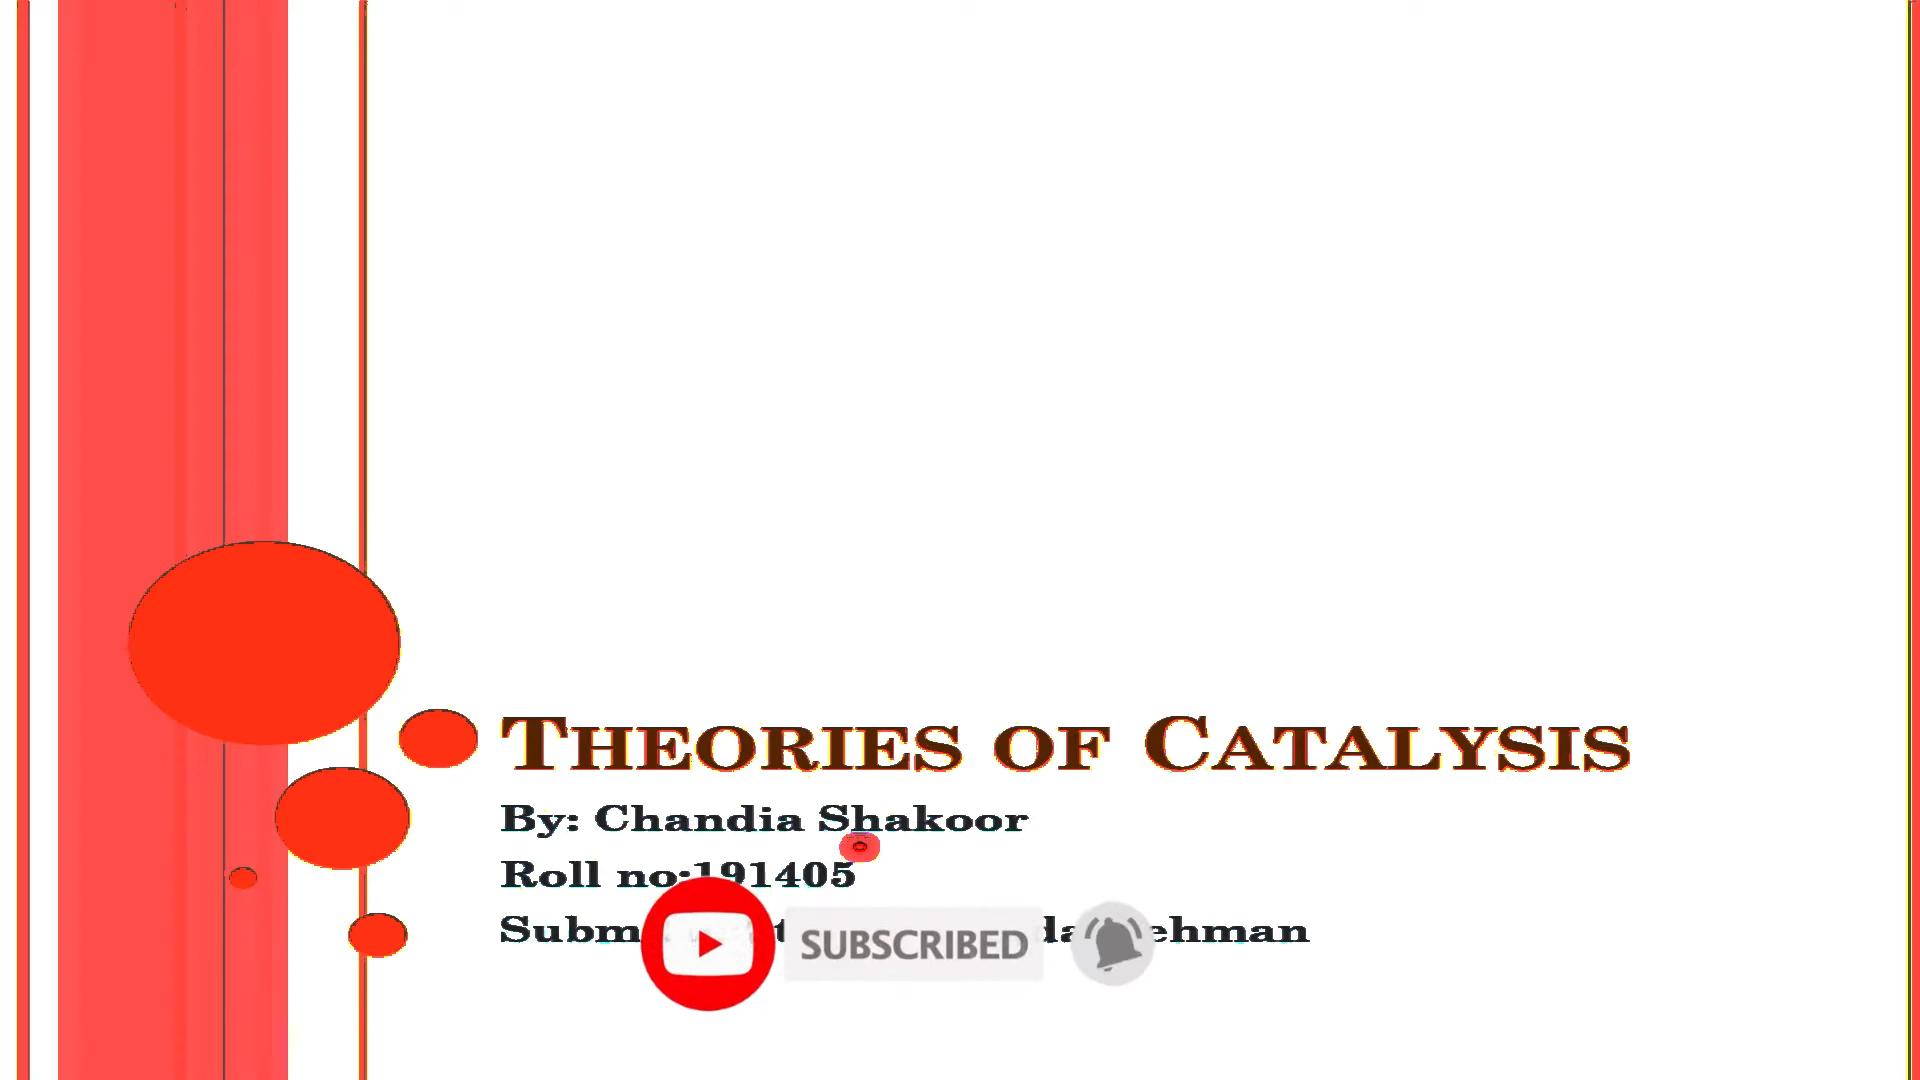 THEORIES OF CATALYSIS
By: Chandia Shakoor
Roll no:191405
SUBSCRIBED